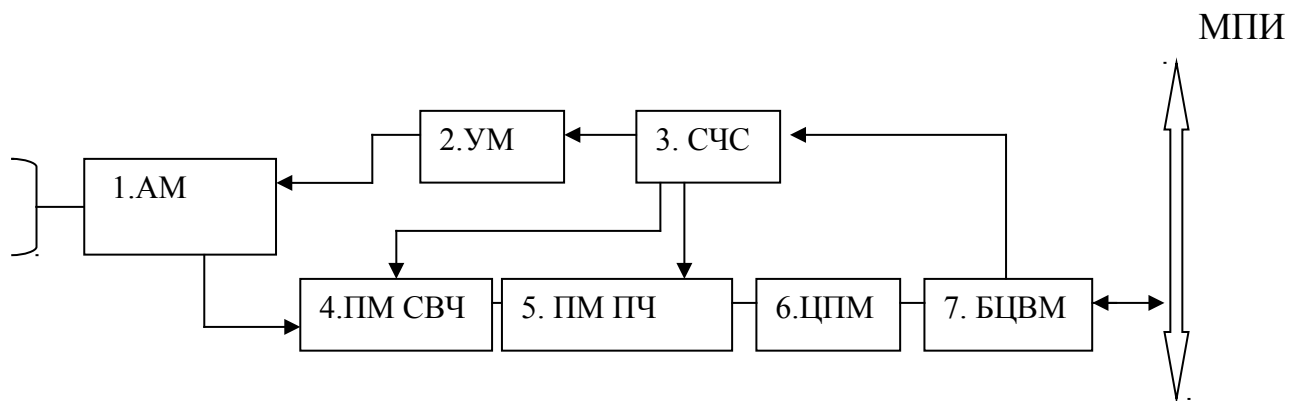 МПИ
2.УМ
3. СЧС
1.АМ
4.ПМ СВЧ
5. ПМ ПЧ
6.ЦПМ
7. БЦВМ